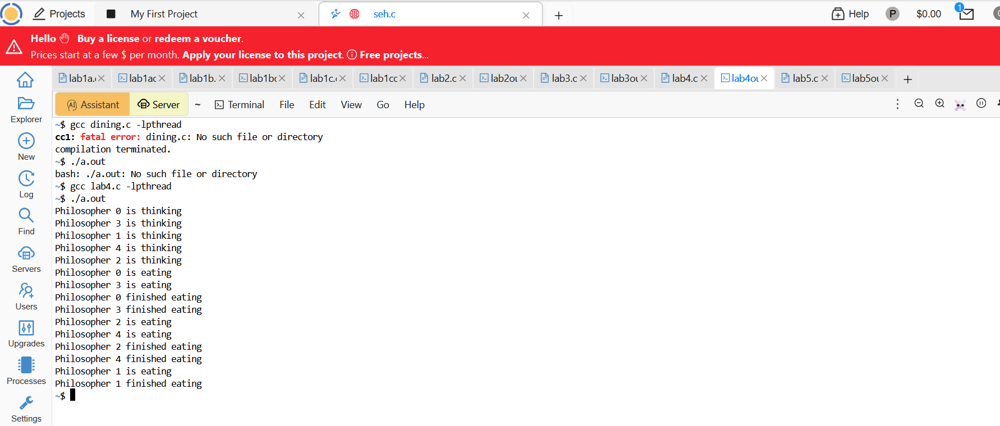 Projects My First Project seh.c Help P $0.00 1
Hello Buy a license or redeem a voucher.
Prices start at a few $ per month. Apply your license to this project. Free projects...
lab1a. lab1ac lab1b. lab1bc lab1c. lab1cc lab2.c lab2ou lab3.c lab3ou lab4.c lab4ou lab5.c lab5ou
AI Assistant Server ~ Terminal File Edit View Go Help
Explorer
New
Log
Find
Servers
Users
Upgrades
Processes
Settings
~$ gcc dining.c -lpthread
cc1: fatal error: dining.c: No such file or directory
compilation terminated.
~$ ./a.out
bash: ./a.out: No such file or directory
~$ gcc lab4.c -lpthread
~$ ./a.out
Philosopher 0 is thinking
Philosopher 3 is thinking
Philosopher 1 is thinking
Philosopher 4 is thinking
Philosopher 2 is thinking
Philosopher 0 is eating
Philosopher 3 is eating
Philosopher 0 finished eating
Philosopher 3 finished eating
Philosopher 2 is eating
Philosopher 4 is eating
Philosopher 2 finished eating
Philosopher 4 finished eating
Philosopher 1 is eating
Philosopher 1 finished eating
~$